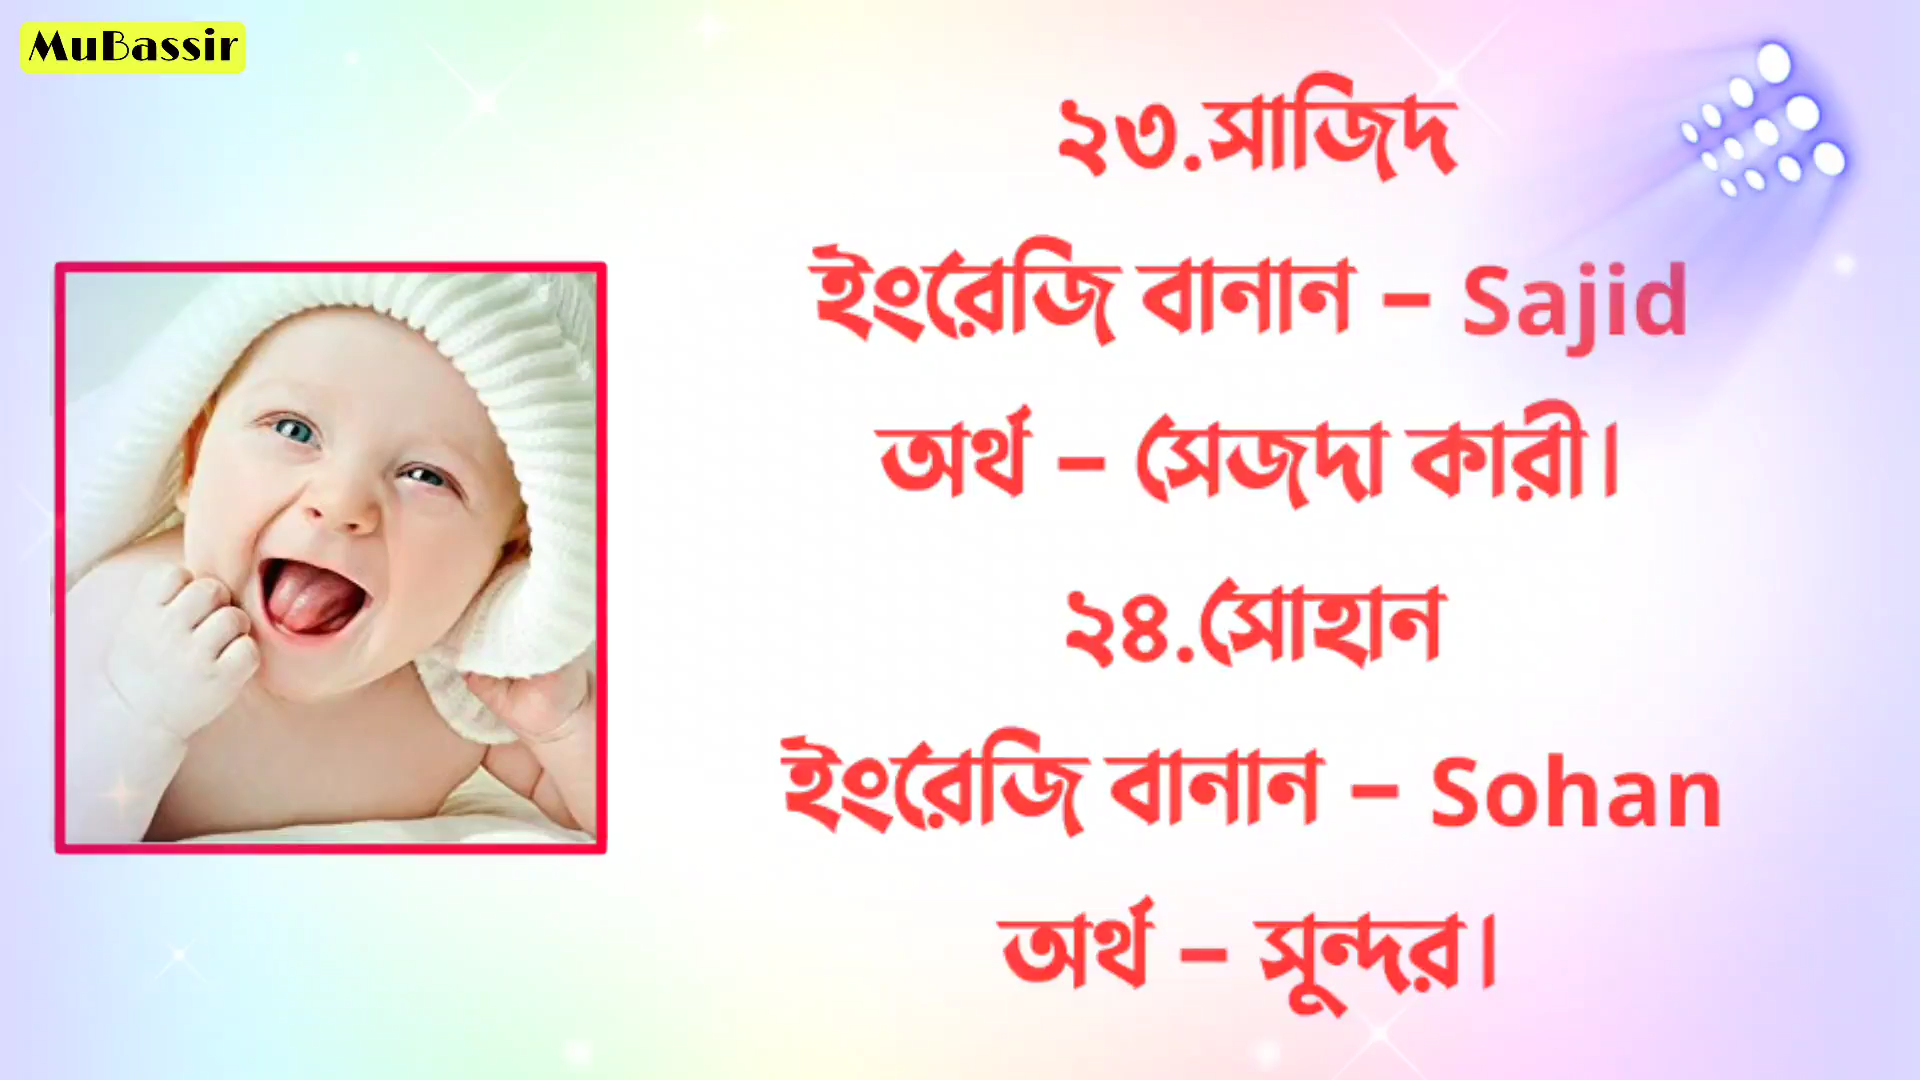 MuBassir
২৩.সাজিদ
ইংরেজি বানান – Sajid
অর্থ – সেজদা কারী।
২৪.সোহান
ইংরেজি বানান – Sohan
অর্থ – সুন্দর।